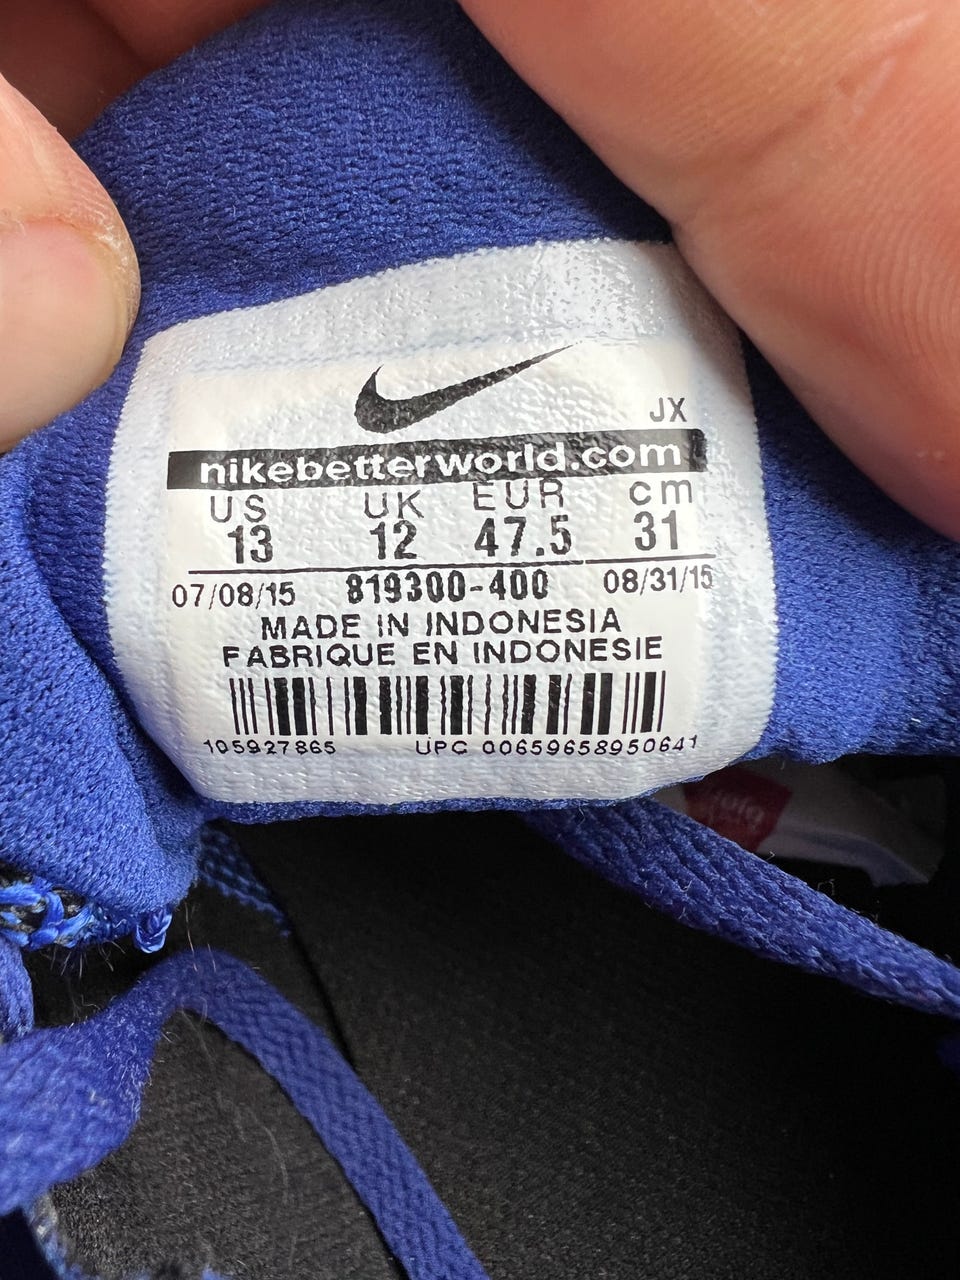 JX
nikebetterworld.com
US UK EUR cm
13 12 47.5 31
07/08/15 819300-400 08/31/15
MADE IN INDONESIA
FABRIQUE EN INDONESIE
105927865 UPC 00659658950641